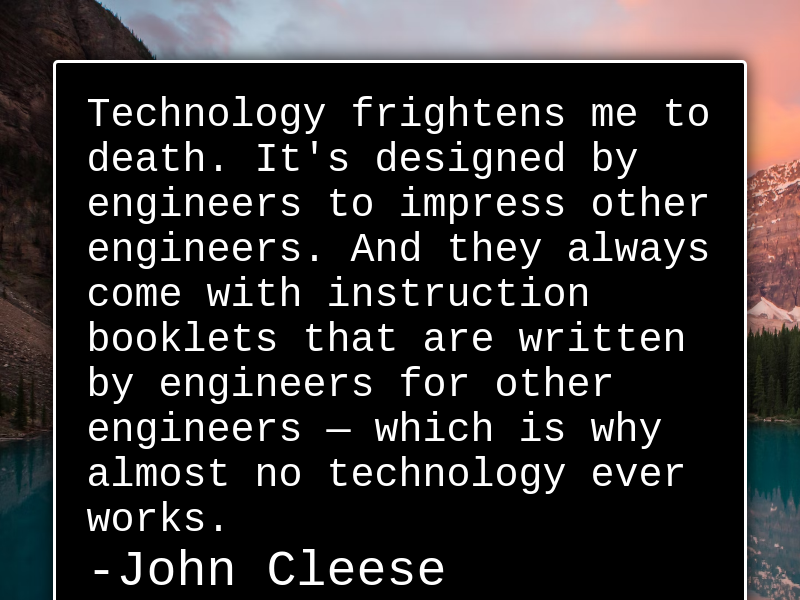 Technology frightens me to
death. It's designed by
engineers to impress other
engineers. And they always
come with instruction
booklets that are written
by engineers for other
engineers — which is why
almost no technology ever
works.
-John Cleese